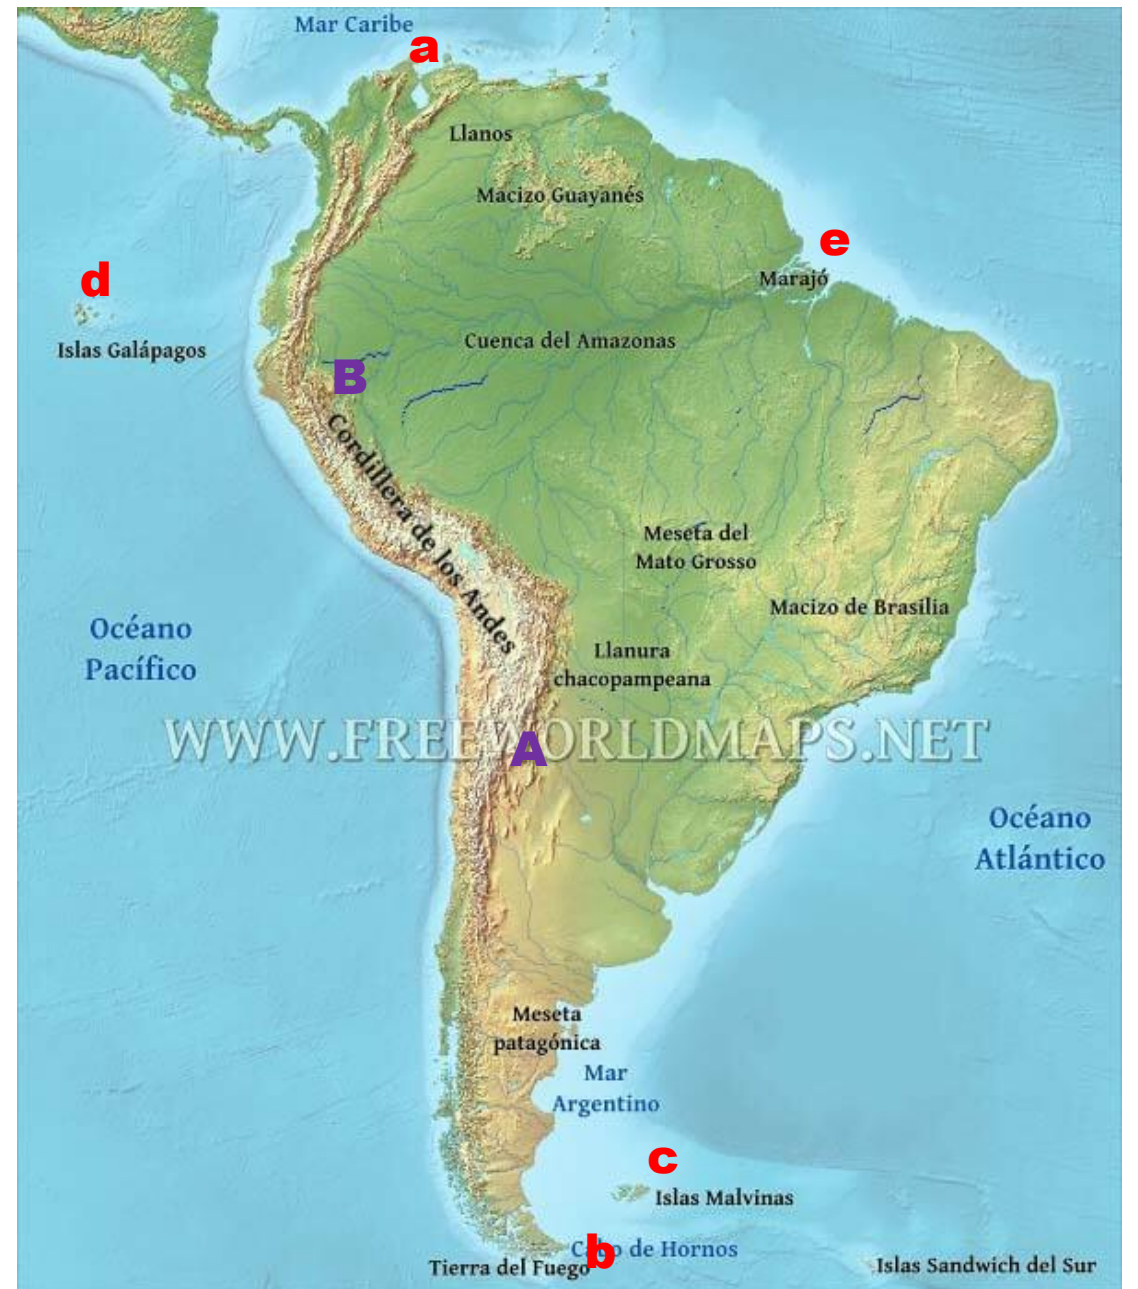 Mar Caribe
a
Llanos
Macizo Guayanés
e
d
Marajó
Islas Galápagos
Cuenca del Amazonas
B
Cordillera de los Andes
Meseta del
Mato Grosso
Macizo de Brasilia
Océano
Pacífico
Llanura
chacopampeana
WWW.FREEWORLDMAPS.NET
A
Océano
Atlántico
Meseta
patagónica
Mar
Argentino
c
Islas Malvinas
Cabo de Hornos
b
Tierra del Fuego
Islas Sandwich del Sur